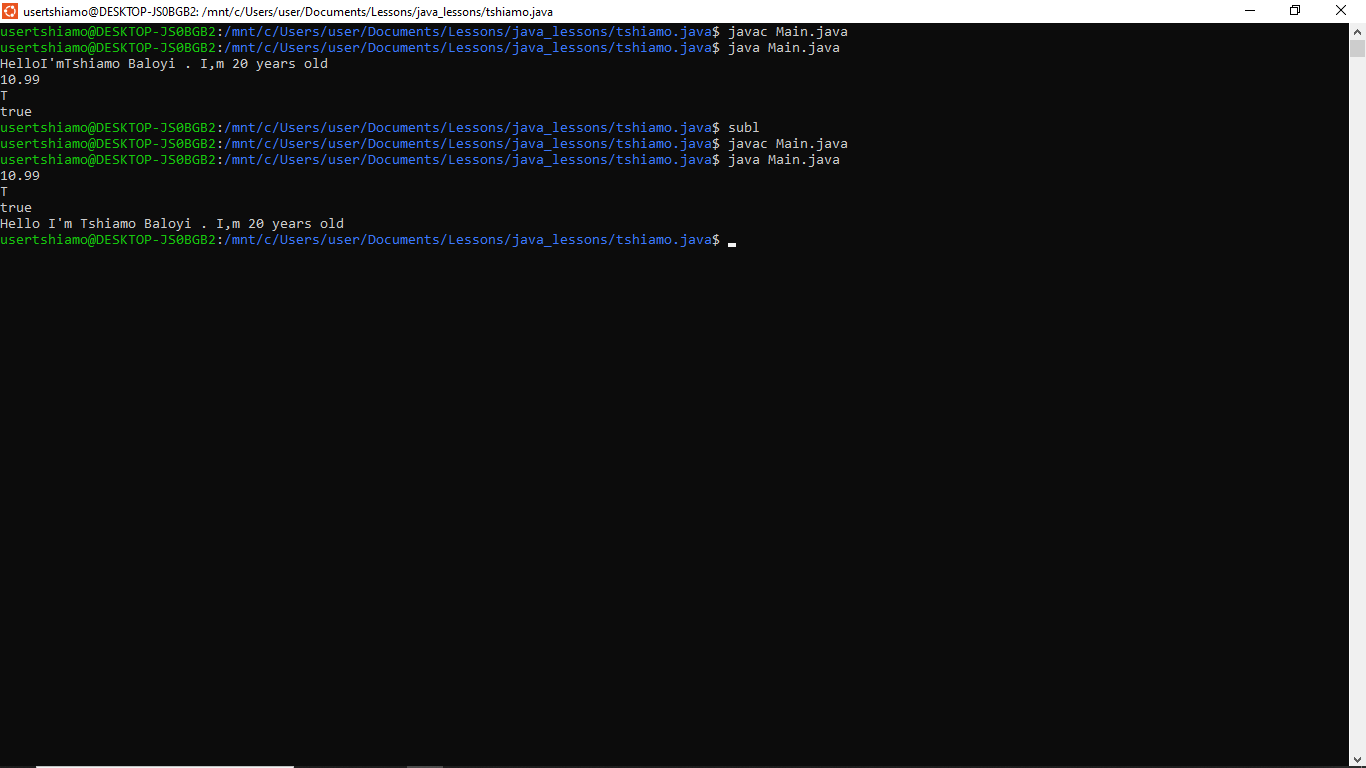 usertshiamo@DESKTOP-JS0BGB2: /mnt/c/Users/user/Documents/Lessons/java_lessons/tshiamo.java
usertshiamo@DESKTOP-JS0BGB2:/mnt/c/Users/user/Documents/Lessons/java_lessons/tshiamo.java$ javac Main.java
usertshiamo@DESKTOP-JS0BGB2:/mnt/c/Users/user/Documents/Lessons/java_lessons/tshiamo.java$ java Main.java
HelloI'mTshiamo Baloyi . I,m 20 years old
10.99
T
true
usertshiamo@DESKTOP-JS0BGB2:/mnt/c/Users/user/Documents/Lessons/java_lessons/tshiamo.java$ subl
usertshiamo@DESKTOP-JS0BGB2:/mnt/c/Users/user/Documents/Lessons/java_lessons/tshiamo.java$ javac Main.java
usertshiamo@DESKTOP-JS0BGB2:/mnt/c/Users/user/Documents/Lessons/java_lessons/tshiamo.java$ java Main.java
10.99
T
true
Hello I'm Tshiamo Baloyi . I,m 20 years old
usertshiamo@DESKTOP-JS0BGB2:/mnt/c/Users/user/Documents/Lessons/java_lessons/tshiamo.java$